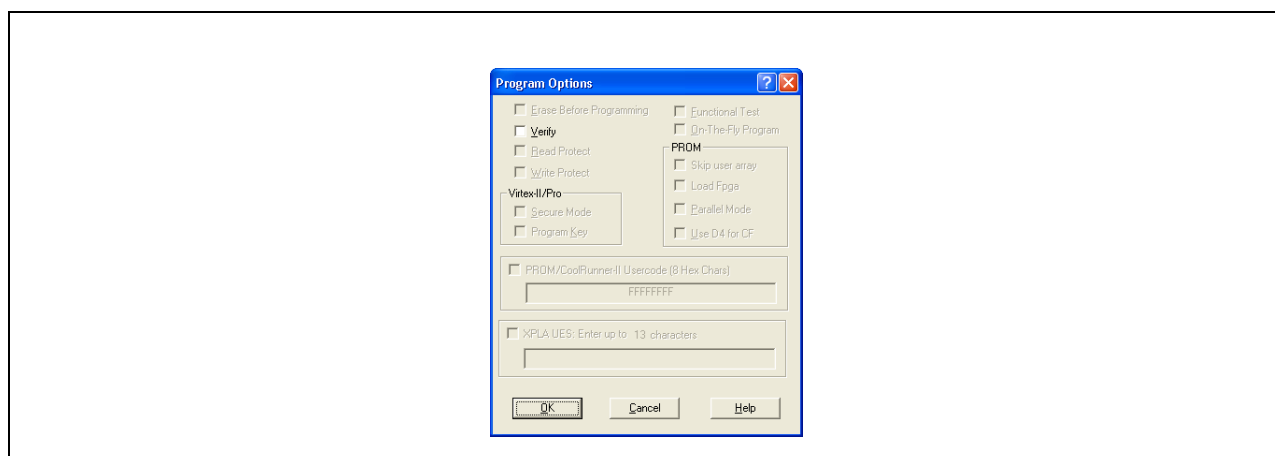 Program Options
Erase Before Programming
Verify
Read Protect
Write Protect
Virtex-II/Pro
Secure Mode
Program Key
Functional Test
On-The-Fly Program
PROM
Skip user array
Load Fpga
Parallel Mode
Use D4 for CF
PROM/CoolRunner-II Usercode (8 Hex Chars)
FFFFFFFF
XPLA UES: Enter up to 13 characters
OK Cancel Help